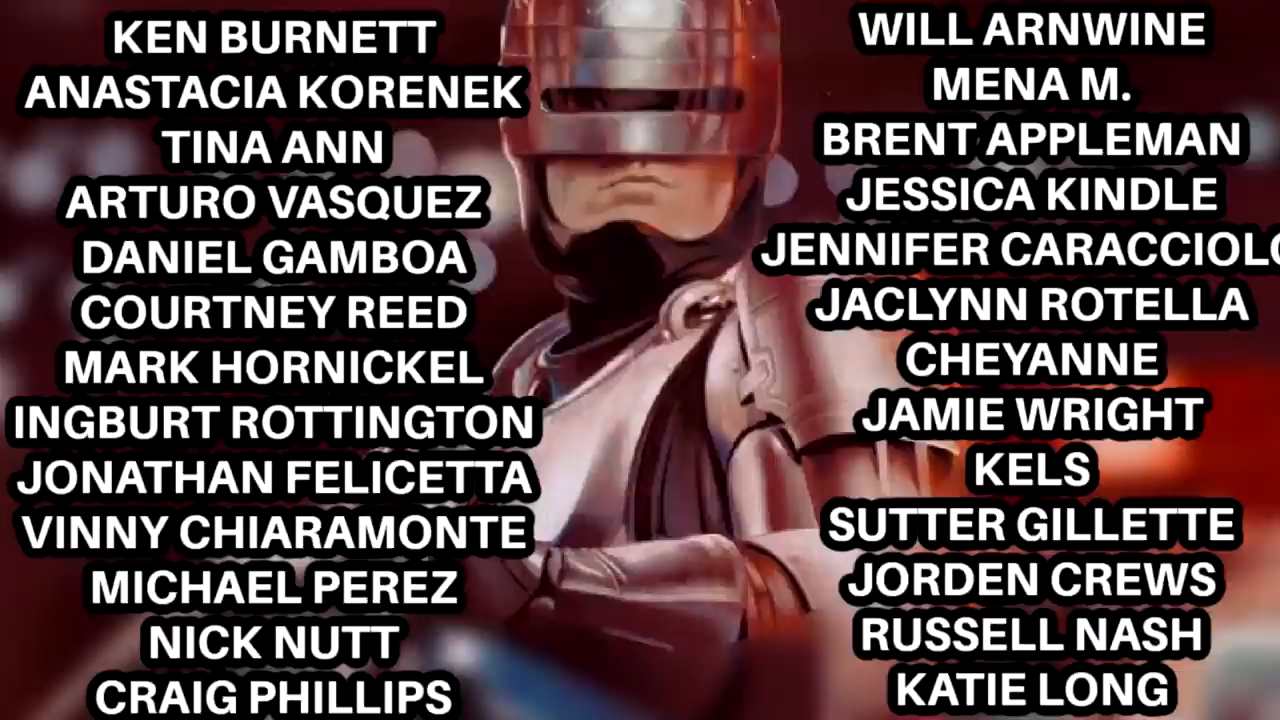 KEN BURNETT
ANASTACIA KORENEK
TINA ANN
ARTURO VASQUEZ
DANIEL GAMBOA
COURTNEY REED
MARK HORNICKEL
INGBURT ROTTINGTON
JONATHAN FELICETTA
VINNY CHIARAMONTE
MICHAEL PEREZ
NICK NUTT
CRAIG PHILLIPS
WILL ARNWINE
MENA M.
BRENT APPLEMAN
JESSICA KINDLE
JENNIFER CARACCIOLO
JACLYNN ROTELLA
CHEYANNE
JAMIE WRIGHT
KELS
SUTTER GILLETTE
JORDEN CREWS
RUSSELL NASH
KATIE LONG